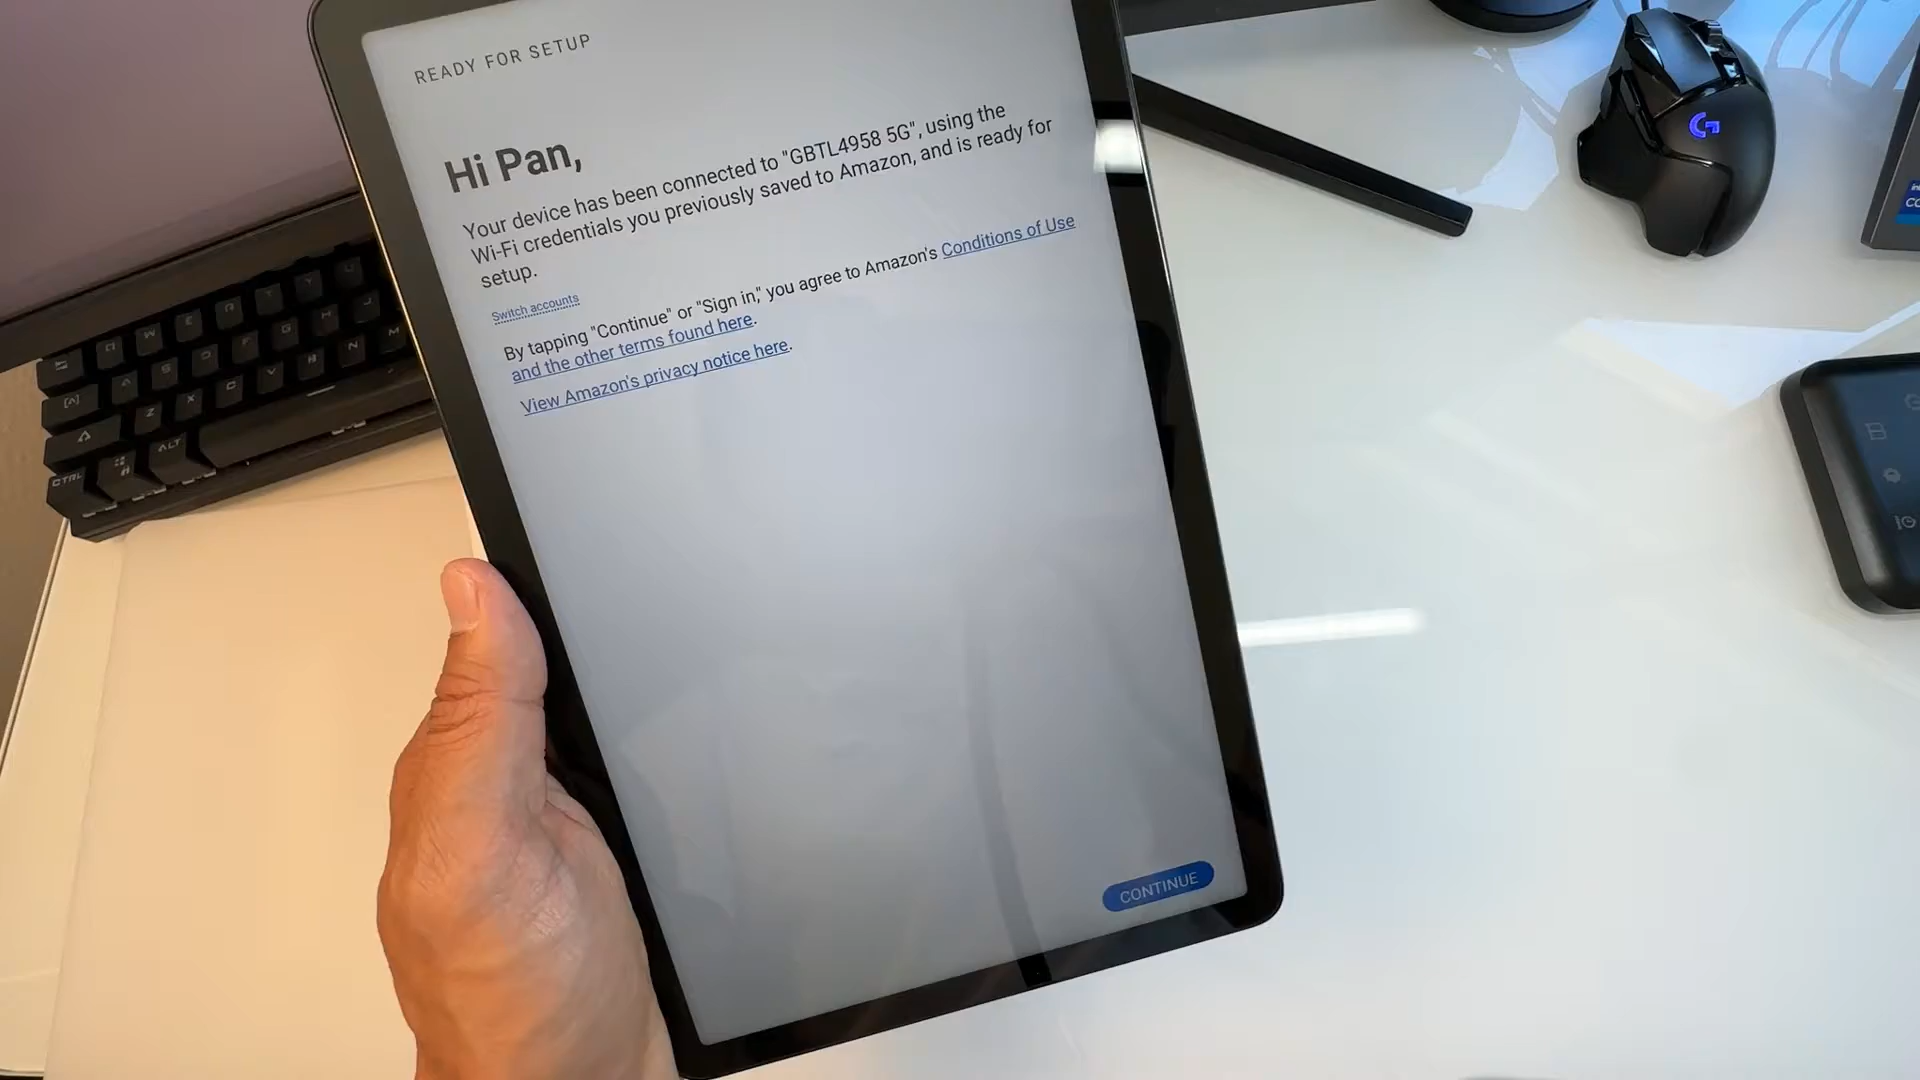 READY FOR SETUP
Hi Pan,
Your device has been connected to "GBTL4958 5G", using the
Wi-Fi credentials you previously saved to Amazon, and is ready for
setup.
Switch accounts
By tapping "Continue" or "Sign in," you agree to Amazon's Conditions of Use
and the other terms found here.
View Amazon's privacy notice here.
CONTINUE
Q W E R T Y U
A S D F G H J
Z X C V B N M
CTRL ALT
G